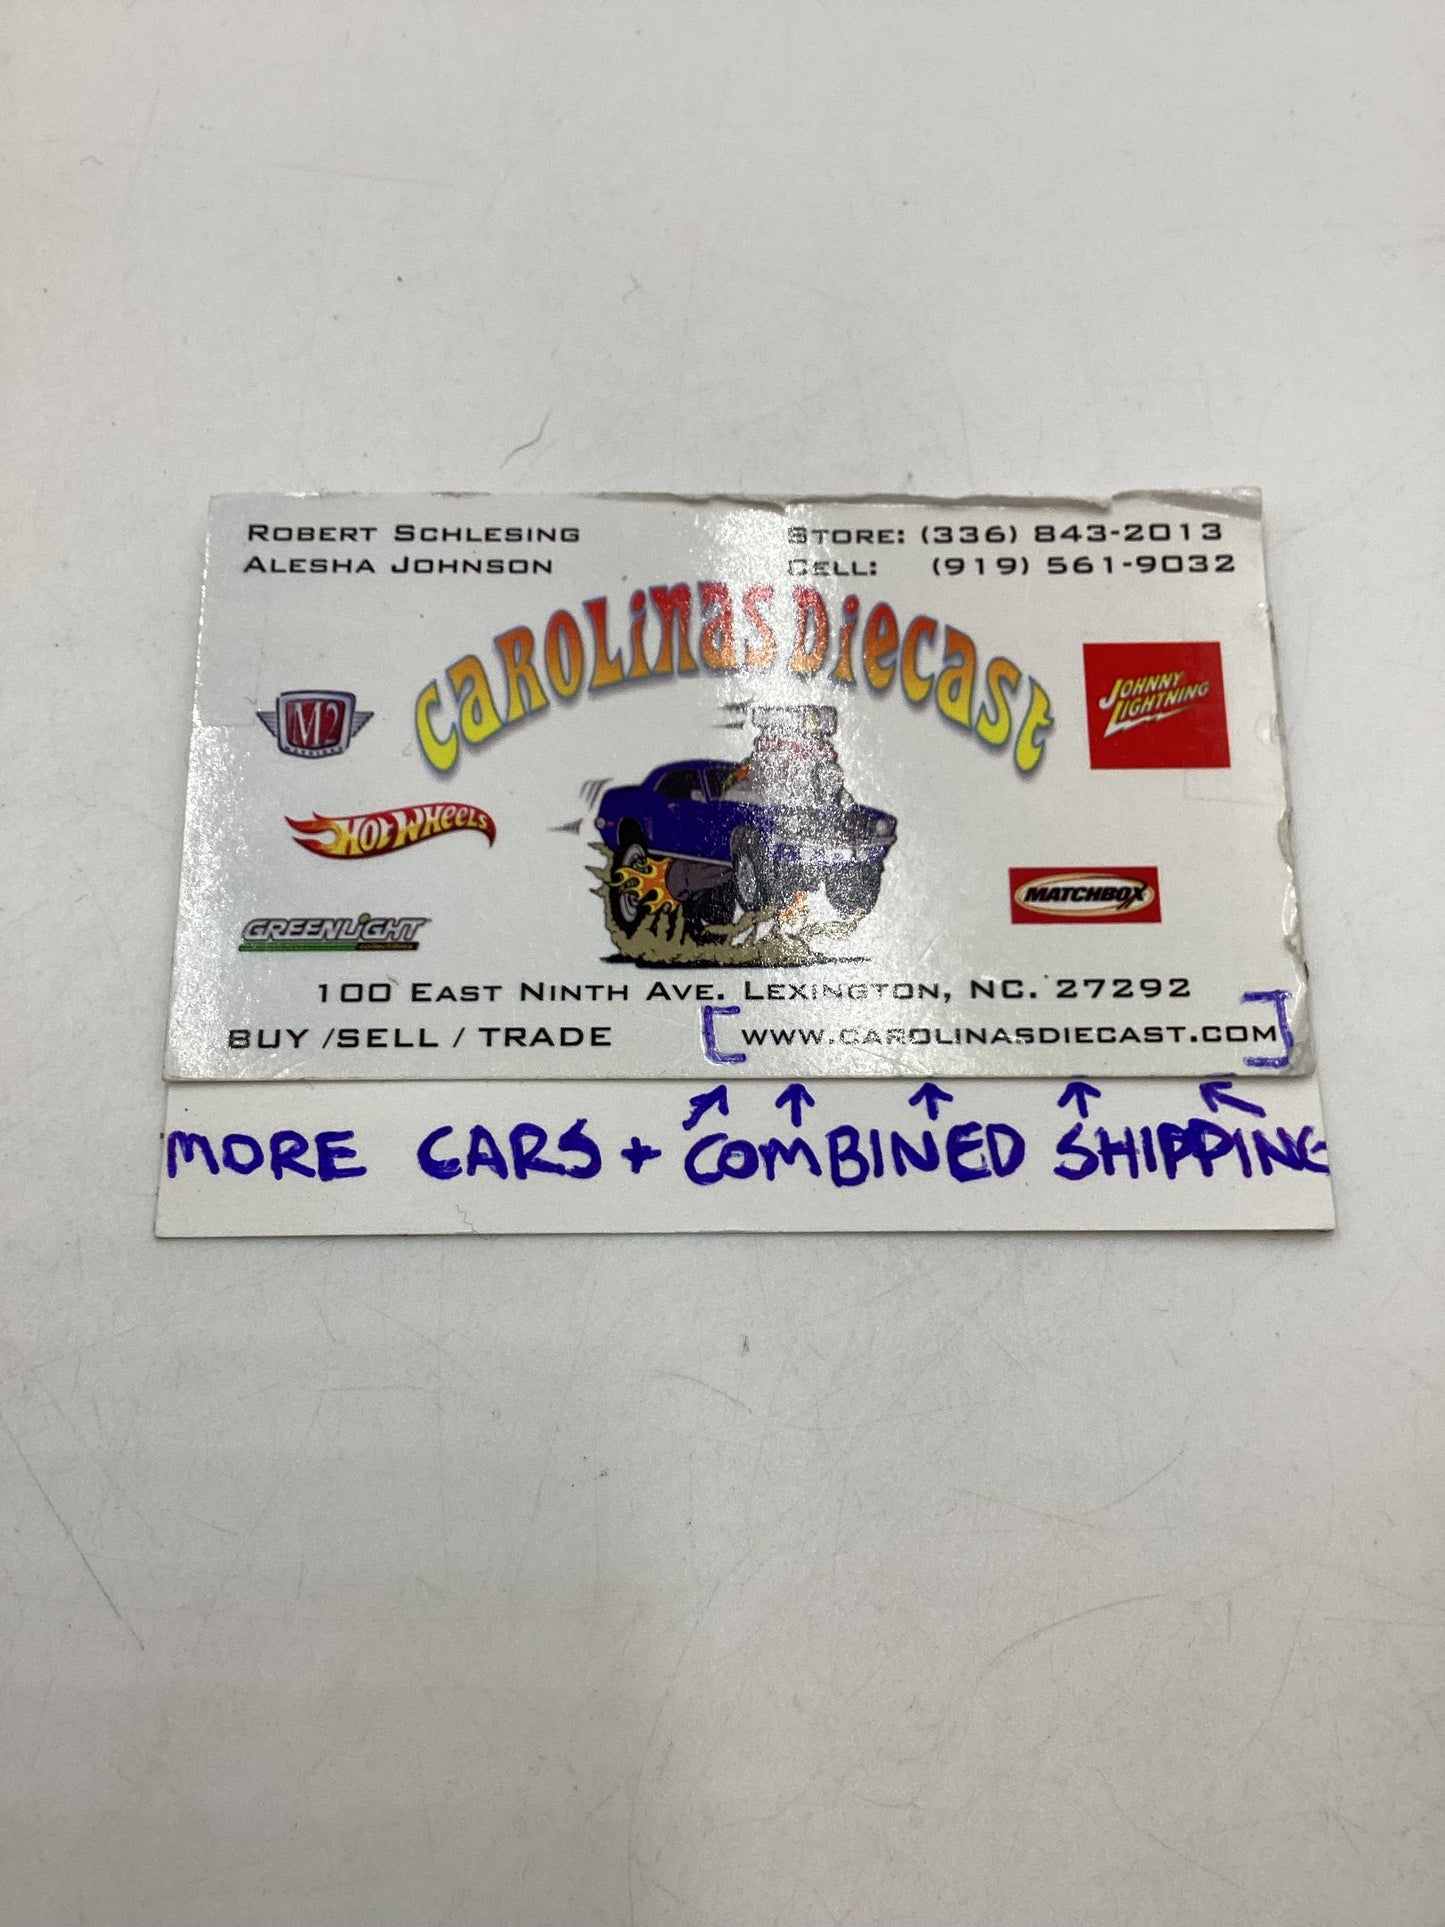 ROBERT SCHLESING
ALESHA JOHNSON
STORE: (336) 843-2013
CELL: (919) 561-9032
CAROLINAS DIECAST
M2
MACHINES
JOHNNY LIGHTNING
HOT WHEELS
MATCHBOX
GREENLIGHT
COLLECTIBLES
100 EAST NINTH AVE. LEXINGTON, NC. 27292
BUY /SELL / TRADE
[WWW.CAROLINASDIECAST.COM]
MORE CARS + COMBINED SHIPPING